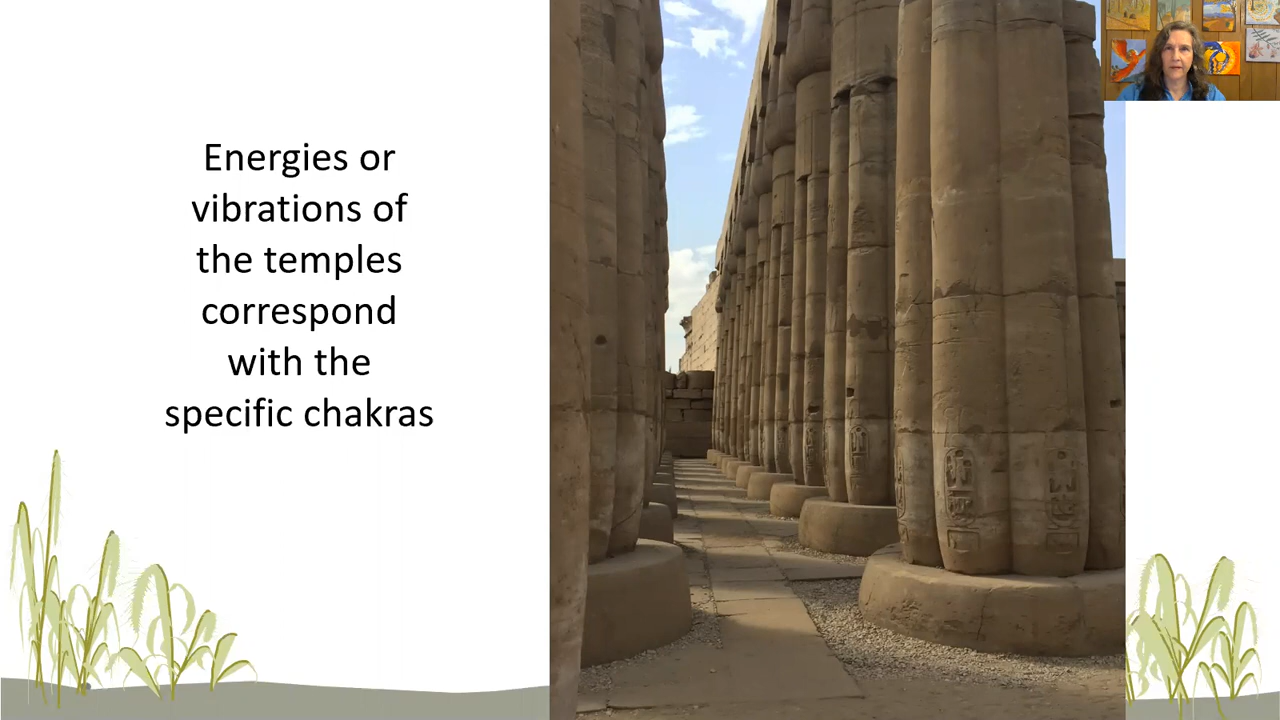 Energies or
vibrations of
the temples
correspond
with the
specific chakras